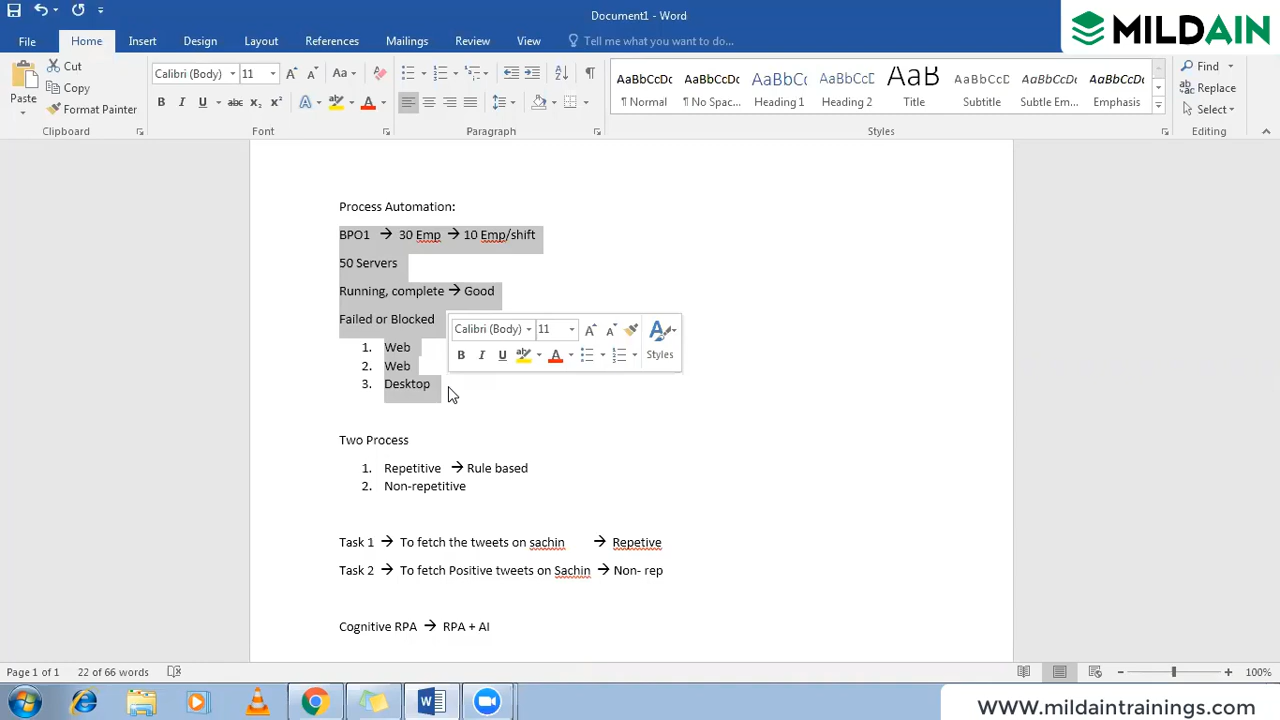 Document1 - Word
MILDAIN
File Home Insert Design Layout References Mailings Review View Tell me what you want to do...
Paste
Cut
Copy
Format Painter
Clipboard
Calibri (Body) 11
Font
Paragraph
AaBbCcDc AaBbCcDc AaBbCc AaBbCcD AaB AaBbCcD AaBbCcDc AaBbCcDc
¶ Normal ¶ No Spac... Heading 1 Heading 2 Title Subtitle Subtle Em... Emphasis
Styles
Find
Replace
Select
Editing
Process Automation:
BPO1 → 30 Emp → 10 Emp/shift
50 Servers
Running, complete → Good
Failed or Blocked
1. Web
2. Web
3. Desktop
Calibri (Body) 11
Styles
Two Process
1. Repetitive → Rule based
2. Non-repetitive
Task 1 → To fetch the tweets on sachin → Repetive
Task 2 → To fetch Positive tweets on Sachin → Non- rep
Cognitive RPA → RPA + AI
Page 1 of 1 22 of 66 words
100%
www.mildaintrainings.com